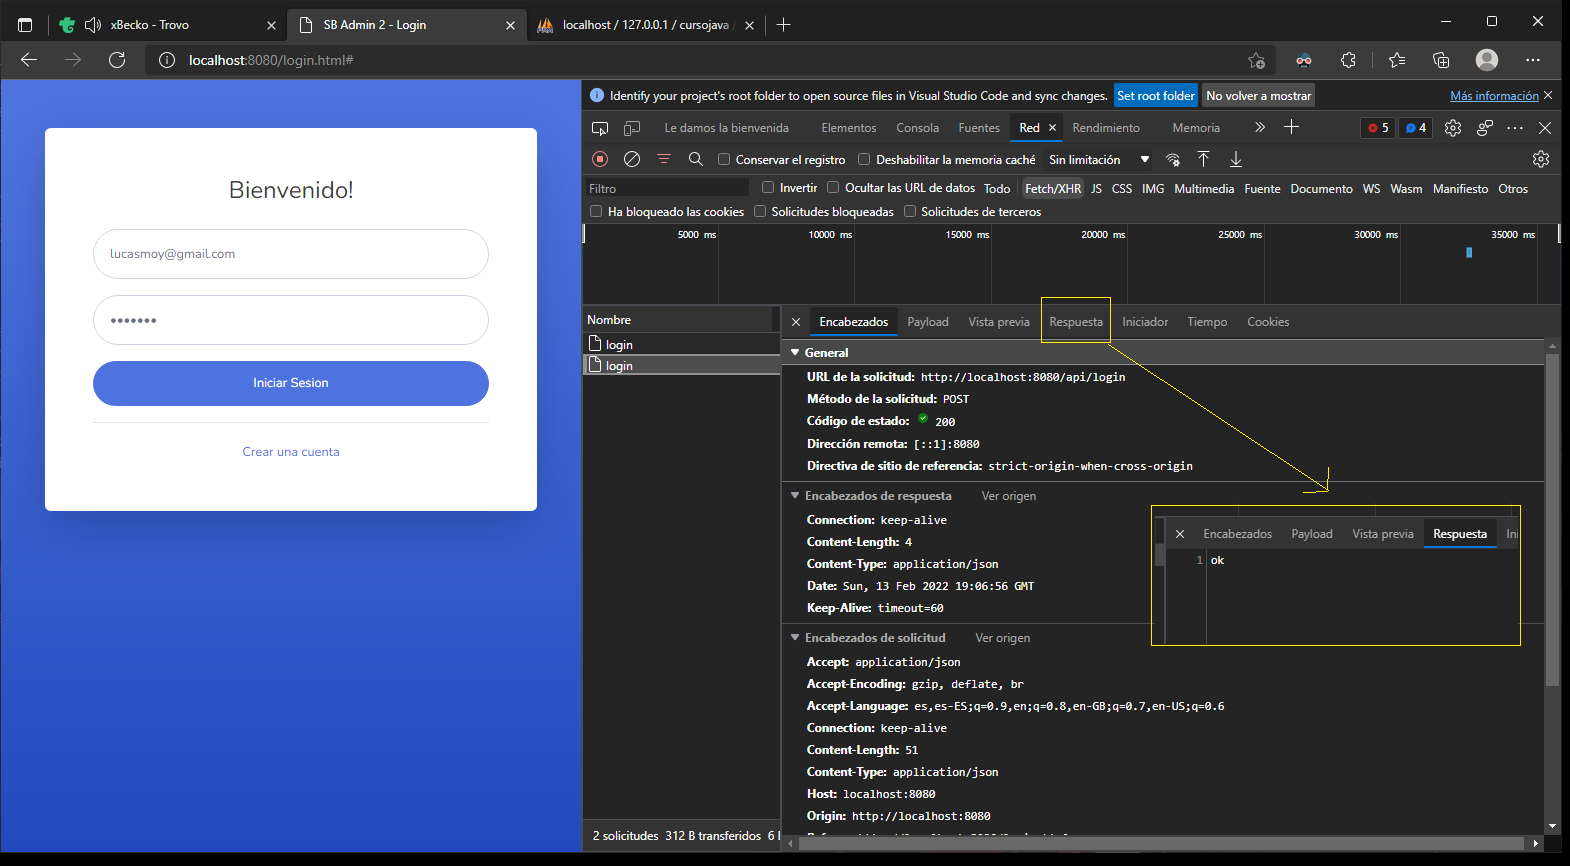 xBecko - Trovo
SB Admin 2 - Login
localhost / 127.0.0.1 / cursojava
localhost:8080/login.html#
Bienvenido!
lucasmoy@gmail.com
•••••••
Iniciar Sesion
Crear una cuenta
Identify your project's root folder to open source files in Visual Studio Code and sync changes. Set root folder No volver a mostrar Más información
Le damos la bienvenida Elementos Consola Fuentes Red Rendimiento Memoria 5 4
Conservar el registro Deshabilitar la memoria caché Sin limitación
Filtro Invertir Ocultar las URL de datos Todo Fetch/XHR JS CSS IMG Multimedia Fuente Documento WS Wasm Manifiesto Otros
Ha bloqueado las cookies Solicitudes bloqueadas Solicitudes de terceros
5000 ms 10000 ms 15000 ms 20000 ms 25000 ms 30000 ms 35000 ms
Nombre
login
login
2 solicitudes 312 B transferidos 6
Encabezados Payload Vista previa Respuesta Iniciador Tiempo Cookies
General
URL de la solicitud: http://localhost:8080/api/login
Método de la solicitud: POST
Código de estado: 200
Dirección remota: [::1]:8080
Directiva de sitio de referencia: strict-origin-when-cross-origin
Encabezados de respuesta Ver origen
Connection: keep-alive
Content-Length: 4
Content-Type: application/json
Date: Sun, 13 Feb 2022 19:06:56 GMT
Keep-Alive: timeout=60
Encabezados de solicitud Ver origen
Accept: application/json
Accept-Encoding: gzip, deflate, br
Accept-Language: es,es-ES;q=0.9,en;q=0.8,en-GB;q=0.7,en-US;q=0.6
Connection: keep-alive
Content-Length: 51
Content-Type: application/json
Host: localhost:8080
Origin: http://localhost:8080
Encabezados Payload Vista previa Respuesta Ini
1 ok